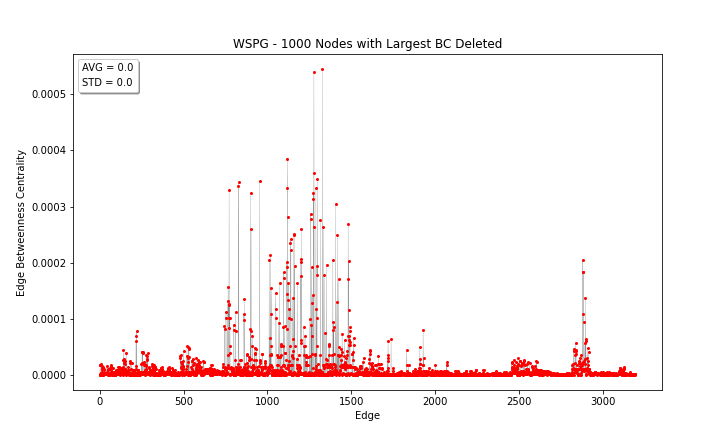 WSPG - 1000 Nodes with Largest BC Deleted
AVG = 0.0
STD = 0.0
0.0005
0.0004
0.0003
0.0002
0.0001
0.0000
Edge Betweenness Centrality
0 500 1000 1500 2000 2500 3000
Edge